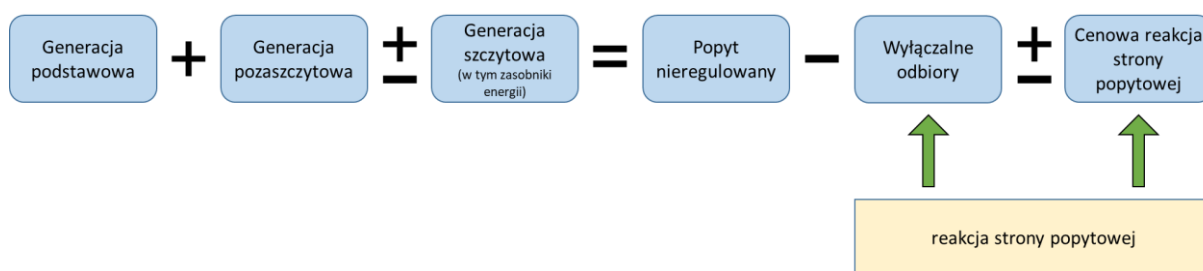 Generacja
podstawowa
+
Generacja
pozaszczytowa
±
Generacja
szczytowa
(w tym zasobniki
energii)
=
Popyt
nieregulowany
−
Wyłączalne
odbiory
±
Cenowa reakcja
strony
popytowej
reakcja strony popytowej